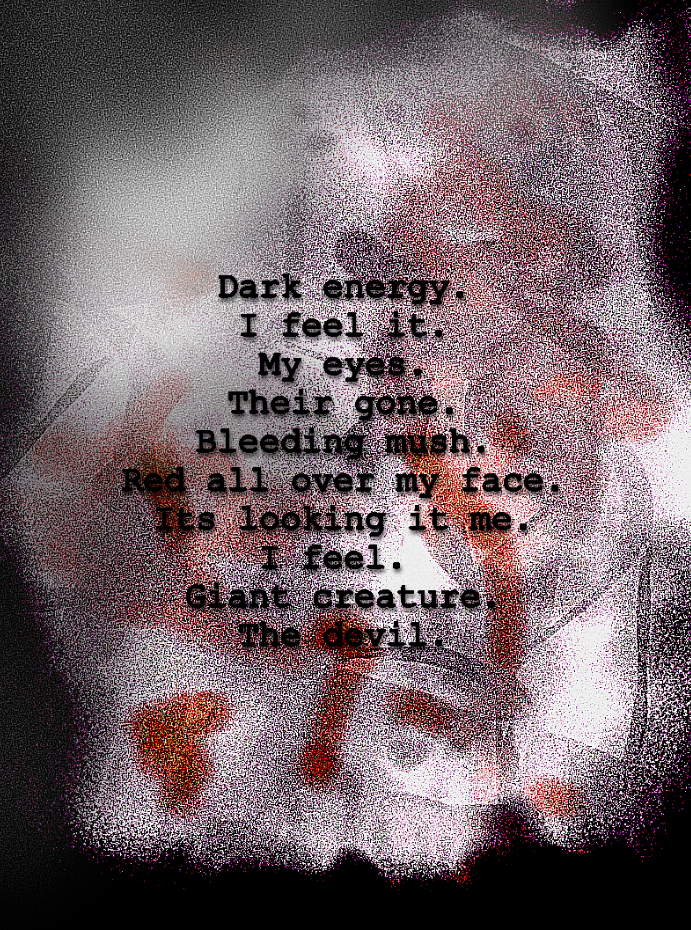 Dark energy.
I feel it.
My eyes.
Their gone.
Bleeding mush.
Red all over my face.
Its looking it me.
I feel.
Giant creature.
The devil.